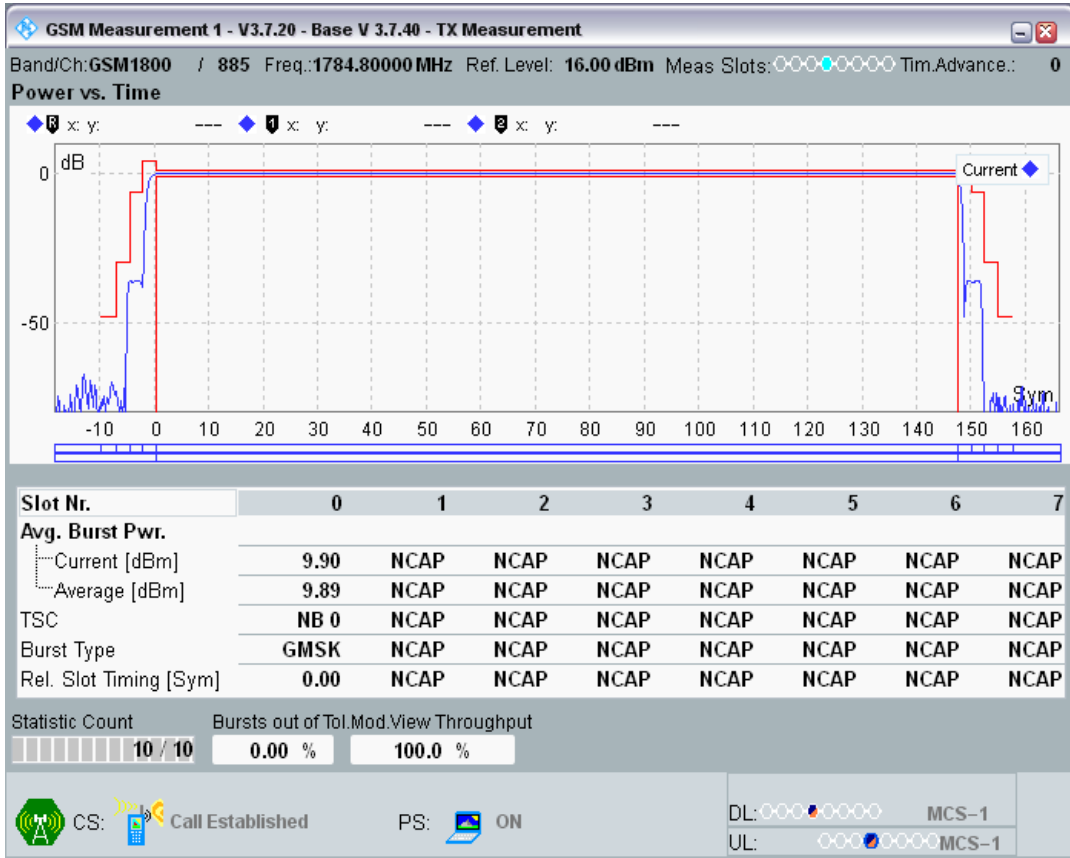 GSM Measurement 1 - V3.7.20 - Base V 3.7.40 - TX Measurement
Band/Ch:GSM1800 / 885 Freq.:1784.80000 MHz Ref. Level: 16.00 dBm Meas Slots: Tim.Advance.: 0
Power vs. Time
R x: y: --- 1 x: y: --- 2 x: y: ---
dB
0
Current
-50
Sym
-10 0 10 20 30 40 50 60 70 80 90 100 110 120 130 140 150 160
Slot Nr. 0 1 2 3 4 5 6 7
Avg. Burst Pwr.
Current [dBm] 9.90 NCAP NCAP NCAP NCAP NCAP NCAP NCAP
Average [dBm] 9.89 NCAP NCAP NCAP NCAP NCAP NCAP NCAP
TSC NB 0 NCAP NCAP NCAP NCAP NCAP NCAP NCAP
Burst Type GMSK NCAP NCAP NCAP NCAP NCAP NCAP NCAP
Rel. Slot Timing [Sym] 0.00 NCAP NCAP NCAP NCAP NCAP NCAP NCAP
Statistic Count Bursts out of Tol.Mod.View Throughput
10 / 10 0.00 % 100.0 %
CS: Call Established PS: ON
DL: MCS-1
UL: MCS-1